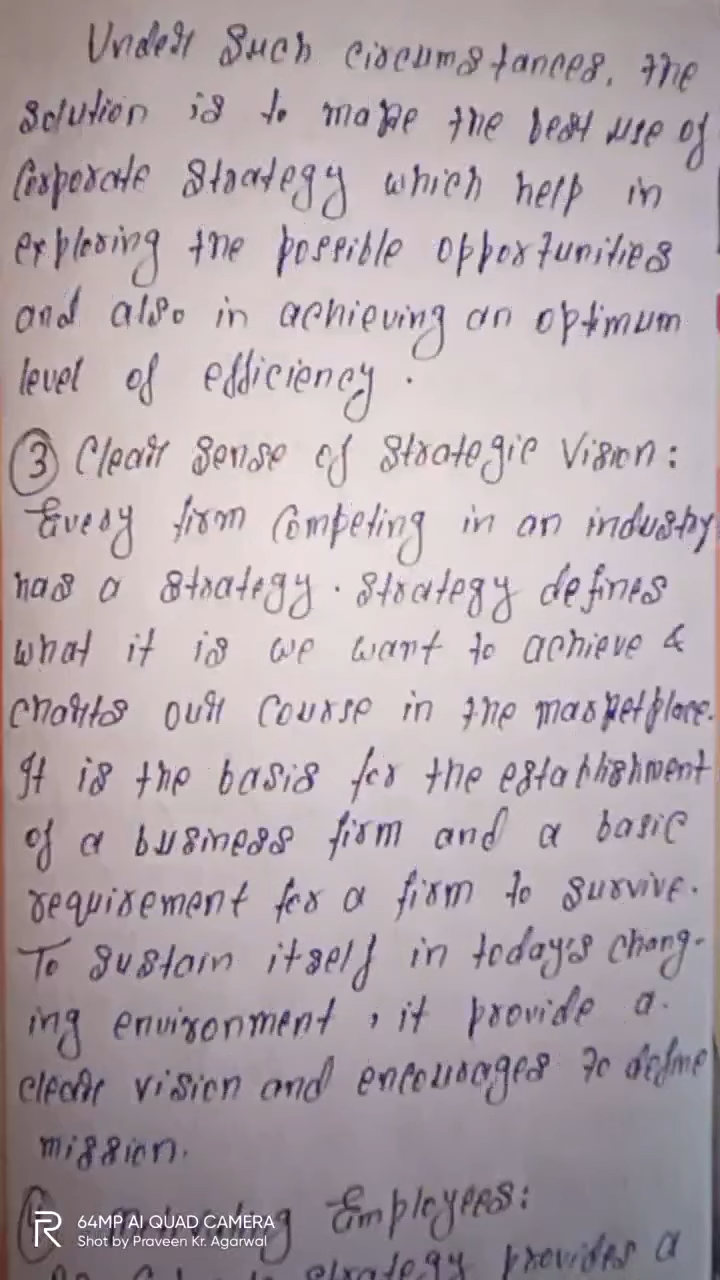 Under such circumstances, the
solution is to make the best use of
Corporate strategy which help in
exploring the possible opportunities
and also in achieving an optimum
level of efficiency.
③ Clear sense of strategic Vision:
Every firm Competing in an industry
has a strategy. Strategy defines
what it is we want to achieve &
charts our course in the marketplace.
It is the basis for the establishment
of a business firm and a basic
requirement for a firm to survive.
To sustain itself in today's chang-
ing environment, it provide a
clear vision and encourages to define
mission.
Employees:
strategy provides a
64MP AI QUAD CAMERA
Shot by Praveen Kr. Agarwal